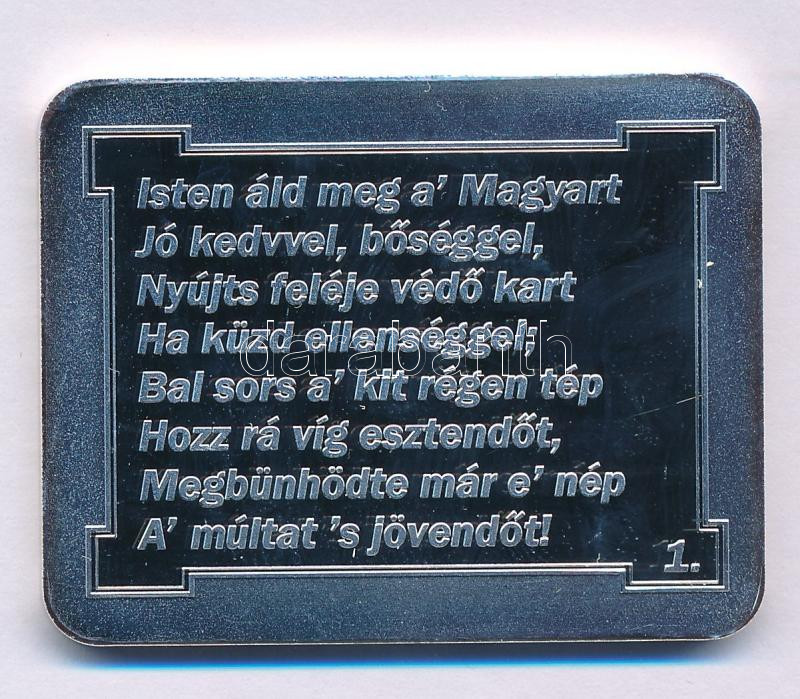 Isten áld meg a' Magyart
Jó kedvvel, bőséggel,
Nyújts feléje védő kart
Ha küzd ellenséggel;
darabanth
Bal sors a' kit régen tép
Hozz rá víg esztendőt,
Megbünhödte már e' nép
A' múltat 's jövendőt!
1.